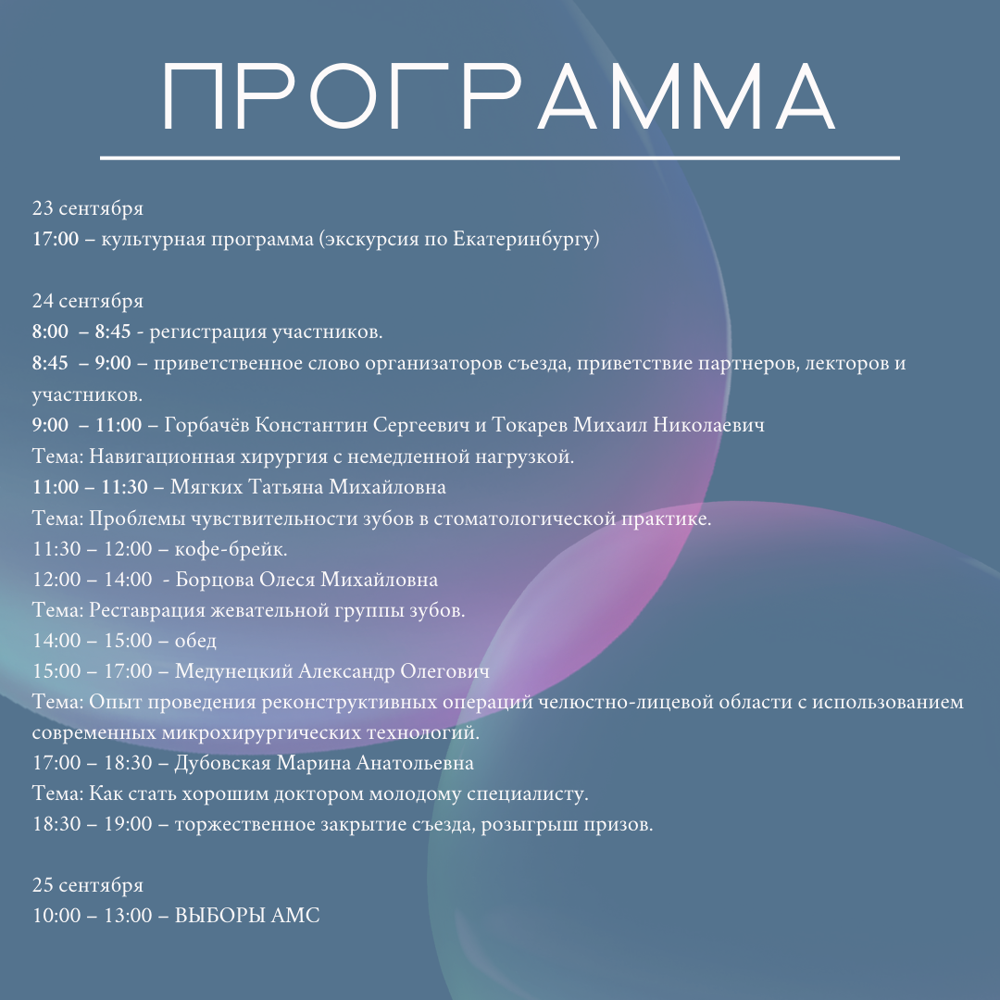 ПРОГРАММА
23 сентября
17:00 – культурная программа (экскурсия по Екатеринбургу)
24 сентября
8:00  – 8:45 - регистрация участников.
8:45  – 9:00 – приветственное слово организаторов съезда, приветствие партнеров, лекторов и
участников.
9:00  – 11:00 – Горбачёв Константин Сергеевич и Токарев Михаил Николаевич
Тема: Навигационная хирургия с немедленной нагрузкой.
11:00 – 11:30 – Мягких Татьяна Михайловна
Тема: Проблемы чувствительности зубов в стоматологической практике.
11:30 – 12:00 – кофе-брейк.
12:00 – 14:00  - Борцова Олеся Михайловна
Тема: Реставрация жевательной группы зубов.
14:00 – 15:00 – обед
15:00 – 17:00 – Медунецкий Александр Олегович
Тема: Опыт проведения реконструктивных операций челюстно-лицевой области с использованием
современных микрохирургических технологий.
17:00 – 18:30 – Дубовская Марина Анатольевна
Тема: Как стать хорошим доктором молодому специалисту.
18:30 – 19:00 – торжественное закрытие съезда, розыгрыш призов.
25 сентября
10:00 – 13:00 – ВЫБОРЫ АМС